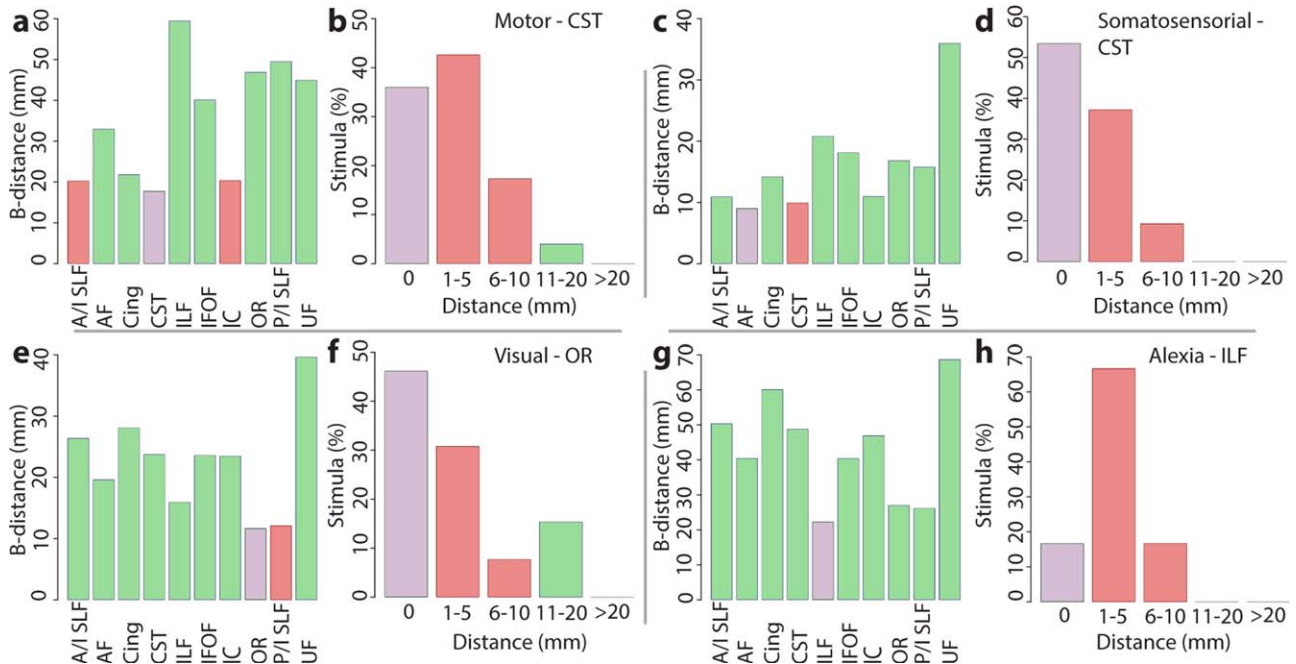 a
B-distance (mm)
0 10 20 30 40 50 60
A/I SLF AF Cing CST ILF IFOF IC OR P/I SLF UF
b
Motor - CST
Stimula (%)
0 10 20 30 40 50
0 1-5 6-10 11-20 >20
Distance (mm)
c
B-distance (mm)
0 10 20 30 40
A/I SLF AF Cing CST ILF IFOF IC OR P/I SLF UF
d
Somatosensorial -
CST
Stimula (%)
0 10 20 30 40 50 60
0 1-5 6-10 11-20 >20
Distance (mm)
e
B-distance (mm)
0 10 20 30 40
A/I SLF AF Cing CST ILF IFOF IC OR P/I SLF UF
f
Visual - OR
Stimula (%)
0 10 20 30 40 50
0 1-5 6-10 11-20 >20
Distance (mm)
g
B-distance (mm)
0 10 20 30 40 50 60 70
A/I SLF AF Cing CST ILF IFOF IC OR P/I SLF UF
h
Alexia - ILF
Stimula (%)
0 10 20 30 40 50 60 70
0 1-5 6-10 11-20 >20
Distance (mm)